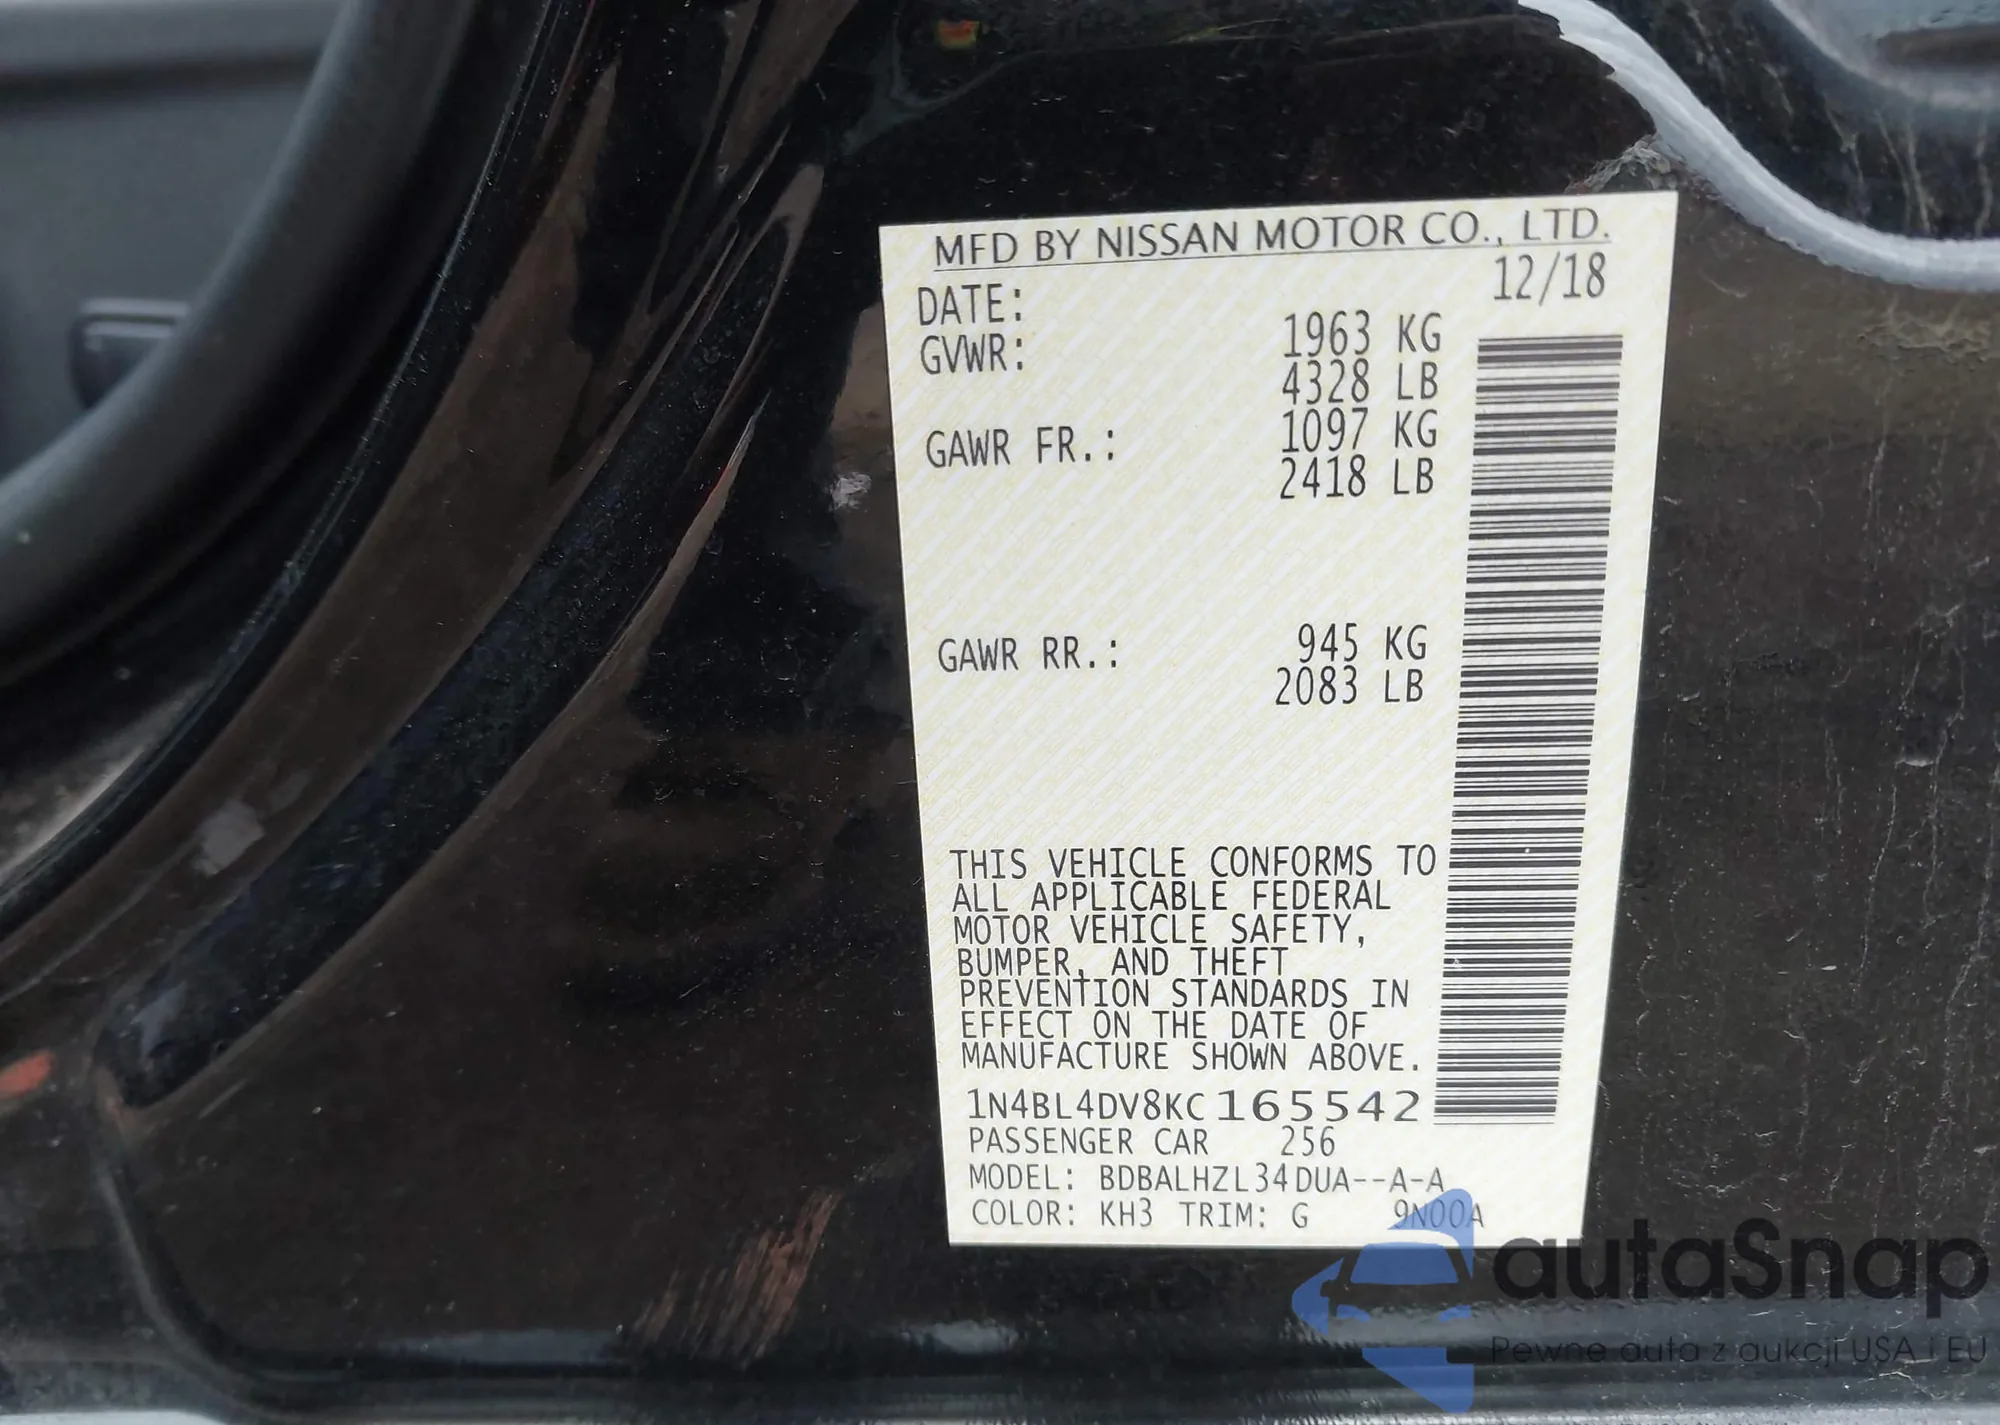 MFD BY NISSAN MOTOR CO., LTD.
DATE: 12/18
GVWR: 1963 KG
4328 LB
GAWR FR.: 1097 KG
2418 LB
GAWR RR.: 945 KG
2083 LB
THIS VEHICLE CONFORMS TO
ALL APPLICABLE FEDERAL
MOTOR VEHICLE SAFETY,
BUMPER, AND THEFT
PREVENTION STANDARDS IN
EFFECT ON THE DATE OF
MANUFACTURE SHOWN ABOVE.
1N4BL4DV8KC165542
PASSENGER CAR 256
MODEL: BDBALHZL34DUA--A-A
COLOR: KH3 TRIM: G 9N00A
autaSnap
Pewne auta z aukcji USA i EU